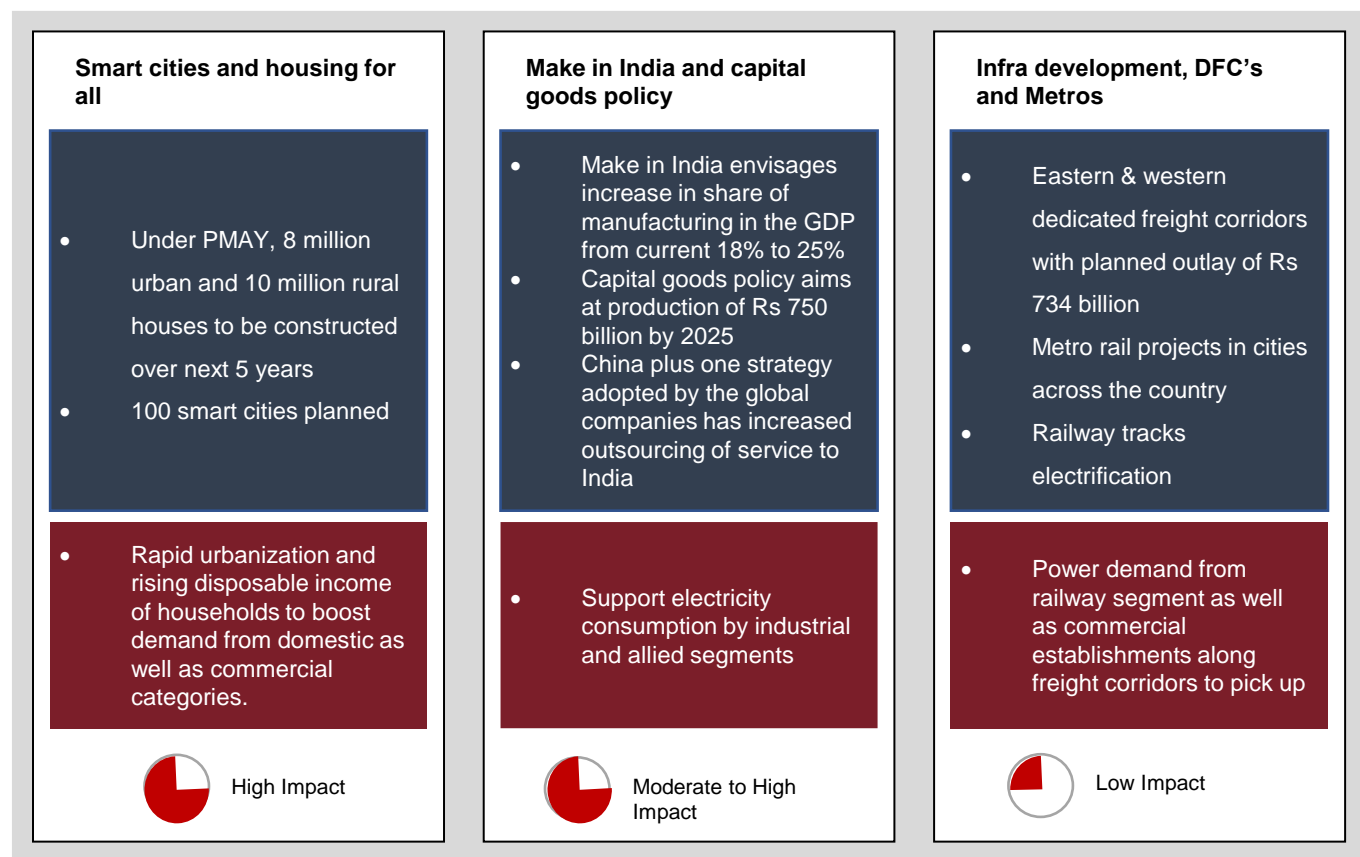 Smart cities and housing for
all
• Under PMAY, 8 million
urban and 10 million rural
houses to be constructed
over next 5 years
• 100 smart cities planned
• Rapid urbanization and
rising disposable income
of households to boost
demand from domestic as
well as commercial
categories.
High Impact
Make in India and capital
goods policy
• Make in India envisages
increase in share of
manufacturing in the GDP
from current 18% to 25%
• Capital goods policy aims
at production of Rs 750
billion by 2025
• China plus one strategy
adopted by the global
companies has increased
outsourcing of service to
India
• Support electricity
consumption by industrial
and allied segments
Moderate to High
Impact
Infra development, DFC's
and Metros
• Eastern & western
dedicated freight corridors
with planned outlay of Rs
734 billion
• Metro rail projects in cities
across the country
• Railway tracks
electrification
• Power demand from
railway segment as well
as commercial
establishments along
freight corridors to pick up
Low Impact